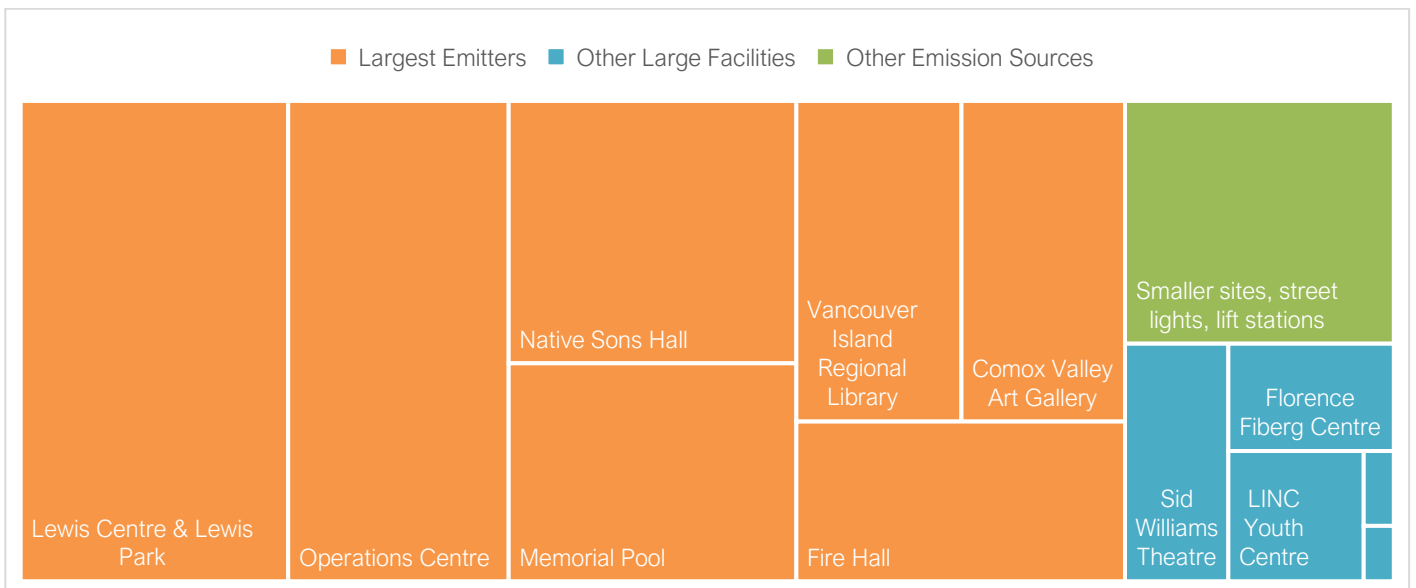 Largest Emitters Other Large Facilities Other Emission Sources
Lewis Centre & Lewis
Park
Operations Centre
Native Sons Hall
Memorial Pool
Vancouver
Island
Regional
Library
Comox Valley
Art Gallery
Fire Hall
Smaller sites, street
lights, lift stations
Sid
Williams
Theatre
Florence
Fiberg Centre
LINC
Youth
Centre